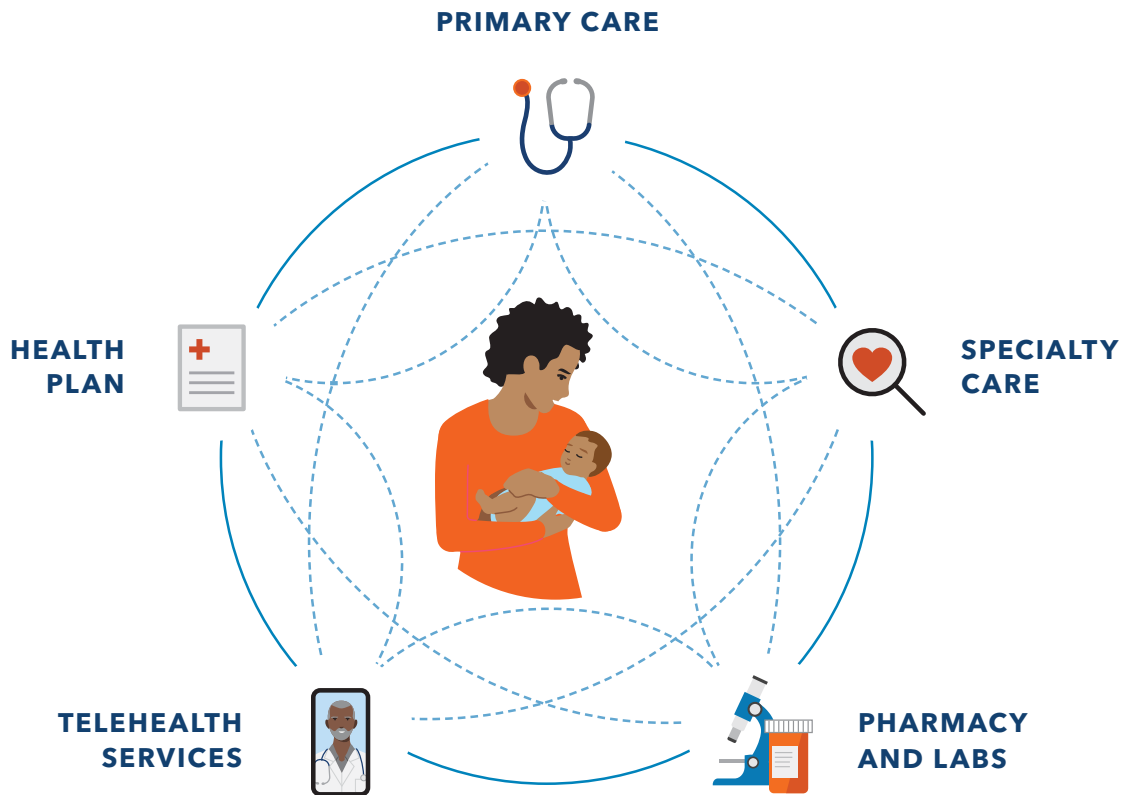 PRIMARY CARE
HEALTH
PLAN
SPECIALTY
CARE
TELEHEALTH
SERVICES
PHARMACY
AND LABS